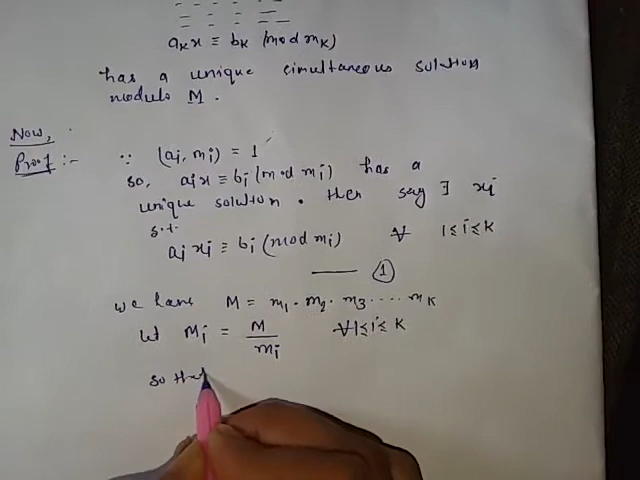 aₖx ≡ bₖ (mod mₖ)
has a unique simultaneous solution
modulo M.
Now,
Proof :- ∵ (aᵢ, mᵢ) = 1
so, aᵢx ≡ bᵢ (mod mᵢ) has a
unique solution. then say ∃ xᵢ
s.t.
aᵢxᵢ ≡ bᵢ (mod mᵢ) ∀ 1≤i≤k
—— ①
we have M = m₁ . m₂ . m₃ .... mₖ
let Mᵢ = M/mᵢ ∀ 1≤i≤k
so that